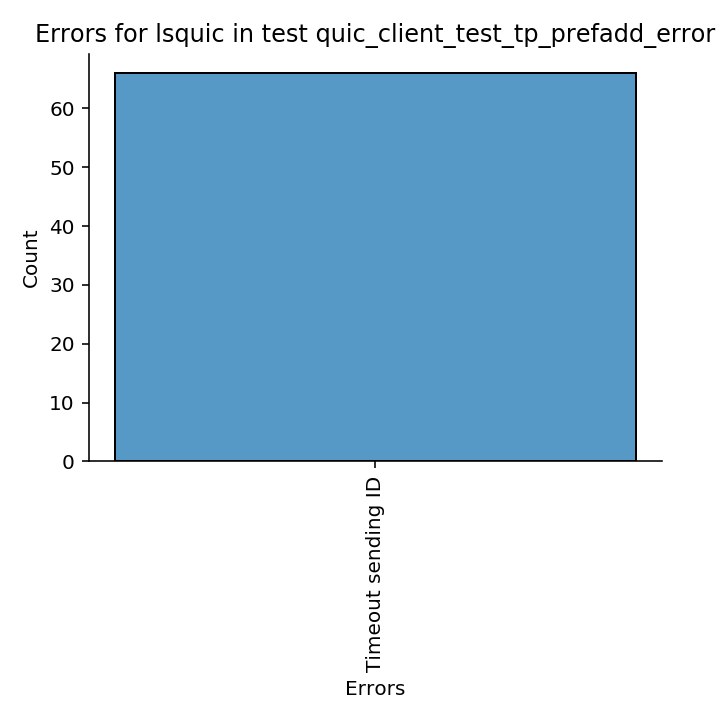 Errors for lsquic in test quic_client_test_tp_prefadd_error
60
50
40
30
20
10
0
Count
Timeout sending ID
Errors